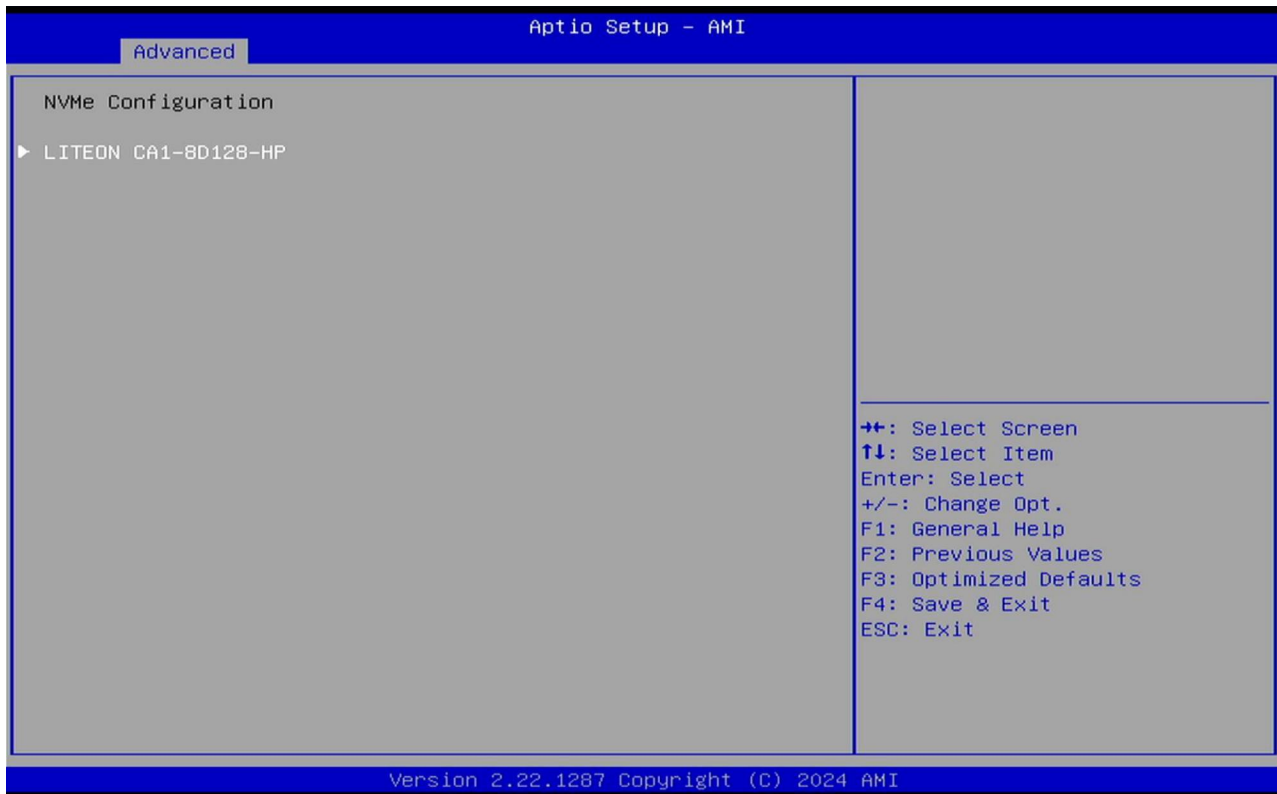 Aptio Setup – AMI
Advanced
NVMe Configuration
▶ LITEON CA1-8D128-HP
→←: Select Screen
↑↓: Select Item
Enter: Select
+/-: Change Opt.
F1: General Help
F2: Previous Values
F3: Optimized Defaults
F4: Save & Exit
ESC: Exit
Version 2.22.1287 Copyright (C) 2024 AMI